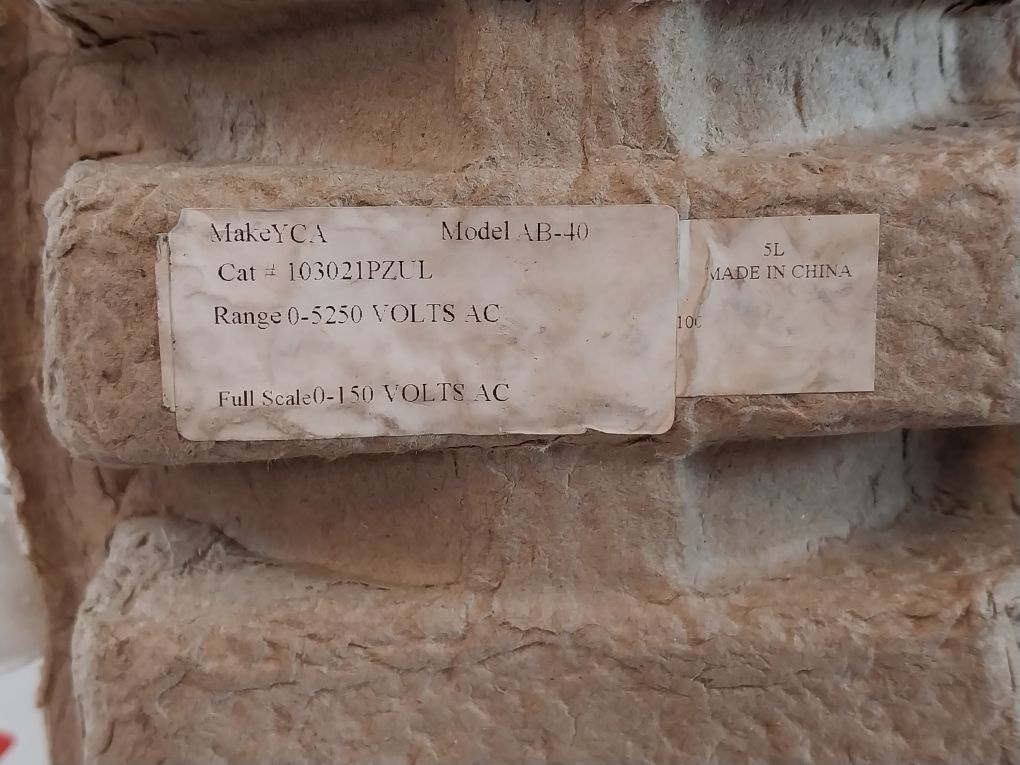 MakeYCA Model AB-40
Cat # 103021PZUL
Range 0-5250 VOLTS AC
Full Scale0-150 VOLTS AC
5L
MADE IN CHINA